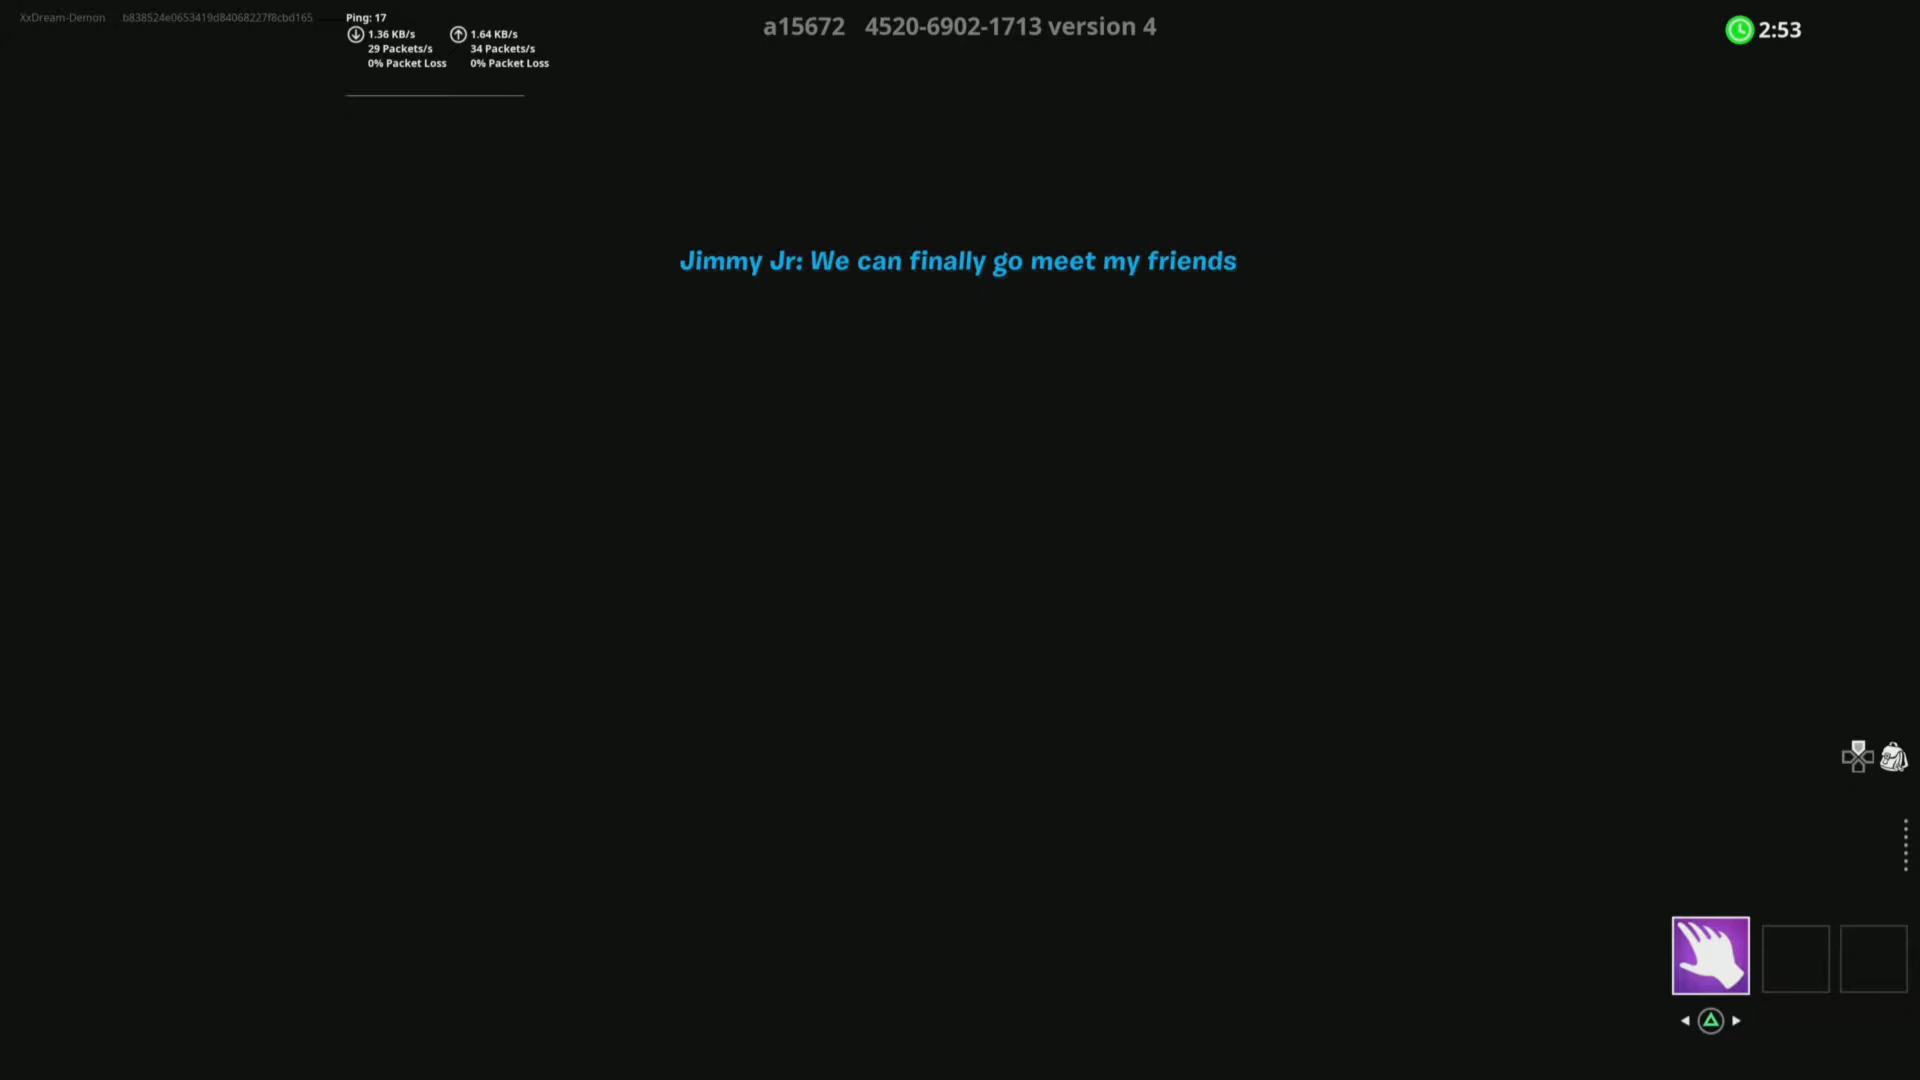 XxDream-Demon b838524e0653419d84068227f8cbd165
Ping: 17
1.36 KB/s 1.64 KB/s
29 Packets/s 34 Packets/s
0% Packet Loss 0% Packet Loss
a15672 4520-6902-1713 version 4
2:53
Jimmy Jr: We can finally go meet my friends